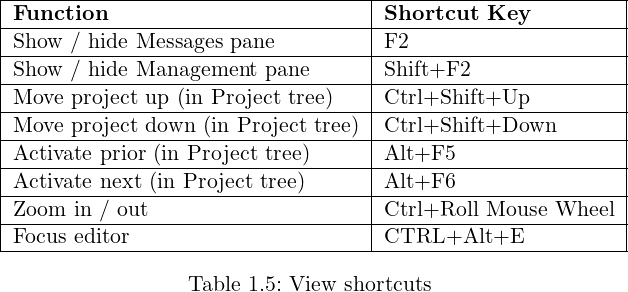 Function Shortcut Key
Show / hide Messages pane F2
Show / hide Management pane Shift+F2
Move project up (in Project tree) Ctrl+Shift+Up
Move project down (in Project tree) Ctrl+Shift+Down
Activate prior (in Project tree) Alt+F5
Activate next (in Project tree) Alt+F6
Zoom in / out Ctrl+Roll Mouse Wheel
Focus editor CTRL+Alt+E
Table 1.5: View shortcuts